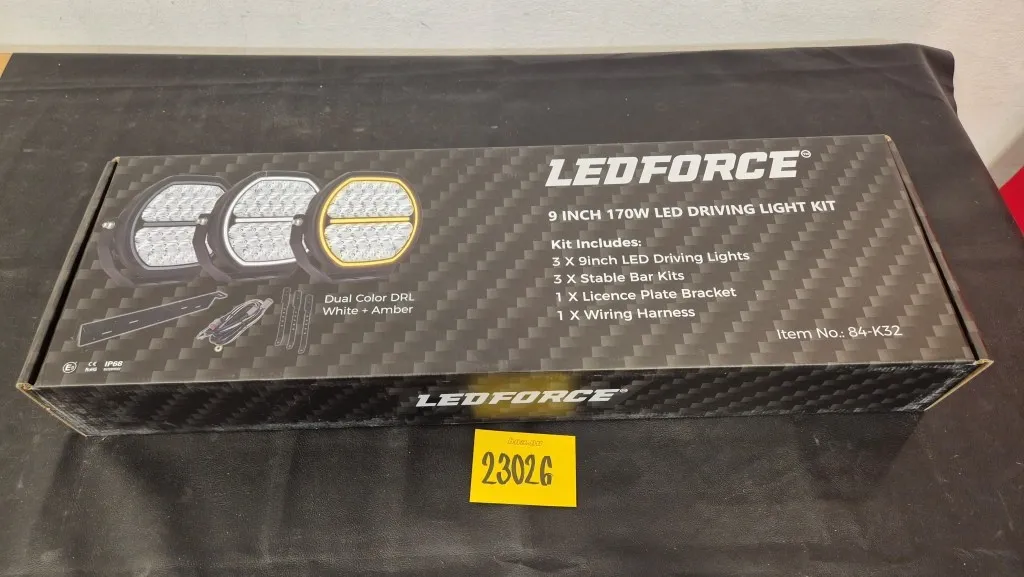 LEDFORCE
9 INCH 170W LED DRIVING LIGHT KIT
Kit Includes:
3 X 9inch LED Driving Lights
3 X Stable Bar Kits
1 X Licence Plate Bracket
1 X Wiring Harness
Dual Color DRL
White + Amber
Item No.: 84-K32
CE
RoHS
IP68
LEDFORCE
23026